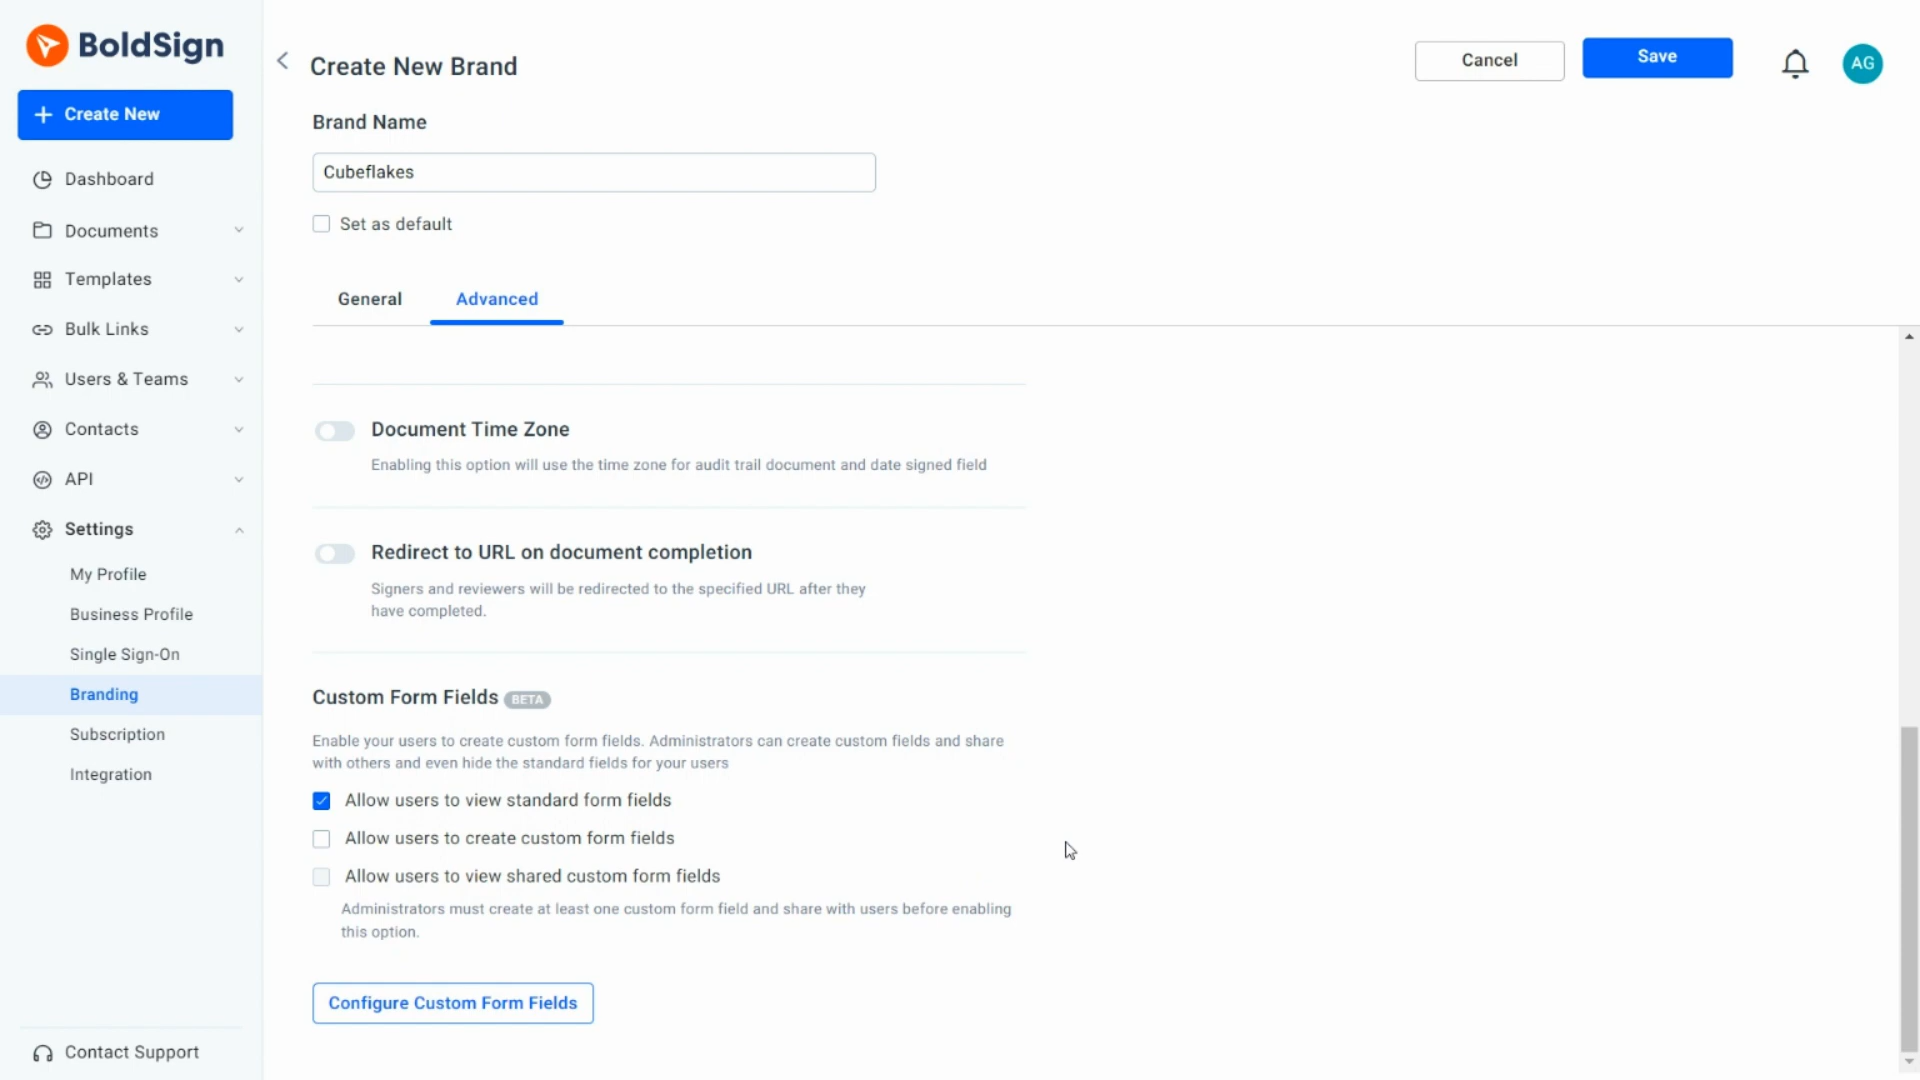 BoldSign
Create New
Dashboard
Documents
Templates
Bulk Links
Users & Teams
Contacts
API
Settings
My Profile
Business Profile
Single Sign-On
Branding
Subscription
Integration
Contact Support
Create New Brand
Cancel
Save
AG
Brand Name
Cubeflakes
Set as default
General
Advanced
Document Time Zone
Enabling this option will use the time zone for audit trail document and date signed field
Redirect to URL on document completion
Signers and reviewers will be redirected to the specified URL after they
have completed.
Custom Form Fields BETA
Enable your users to create custom form fields. Administrators can create custom fields and share
with others and even hide the standard fields for your users
Allow users to view standard form fields
Allow users to create custom form fields
Allow users to view shared custom form fields
Administrators must create at least one custom form field and share with users before enabling
this option.
Configure Custom Form Fields